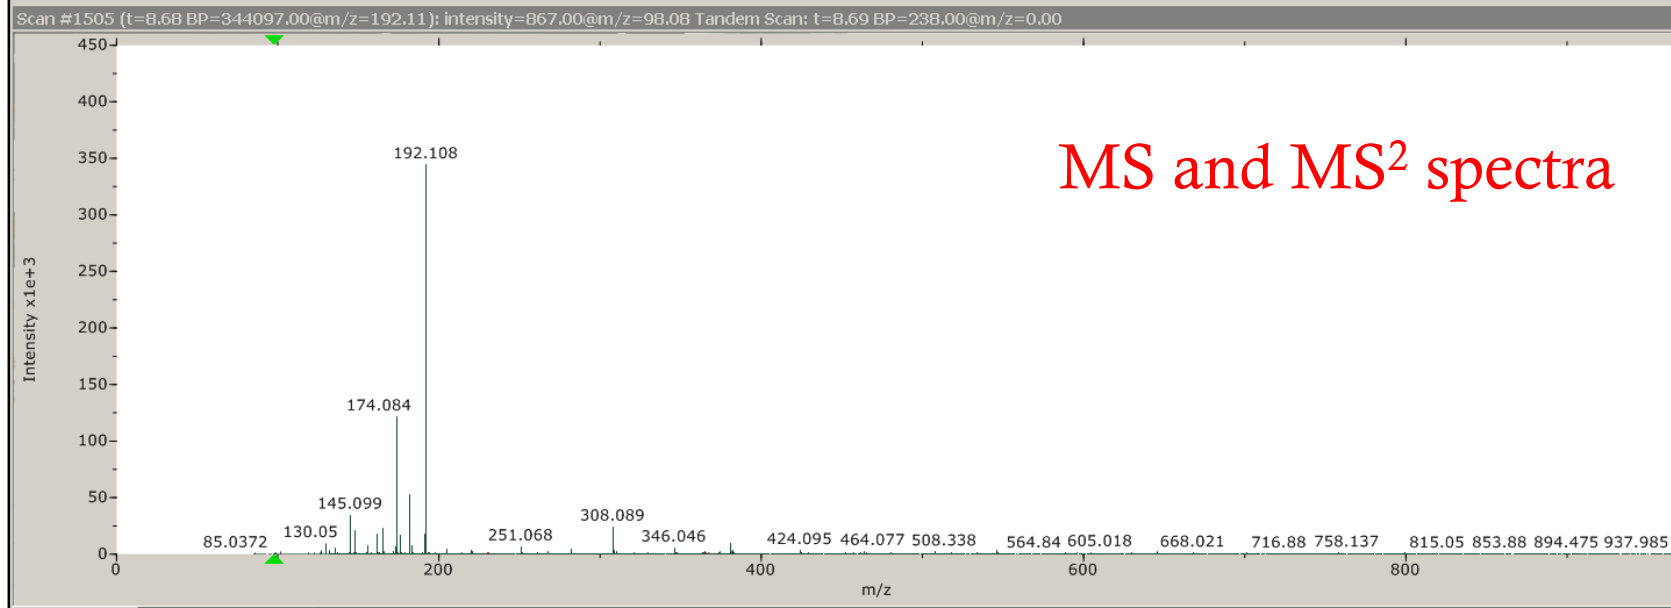 Scan #1505 (t=8.68 BP=344097.00@m/z=192.11): intensity=867.00@m/z=98.08 Tandem Scan: t=8.69 BP=238.00@m/z=0.00
MS and MS² spectra
Intensity x1e+3
450
400
350
300
250
200
150
100
50
0
192.108
174.084
145.099
85.0372 130.05 251.068 308.089 346.046 424.095 464.077 508.338 564.84 605.018 668.021 716.88 758.137 815.05 853.88 894.475 937.985
0 200 400 600 800
m/z